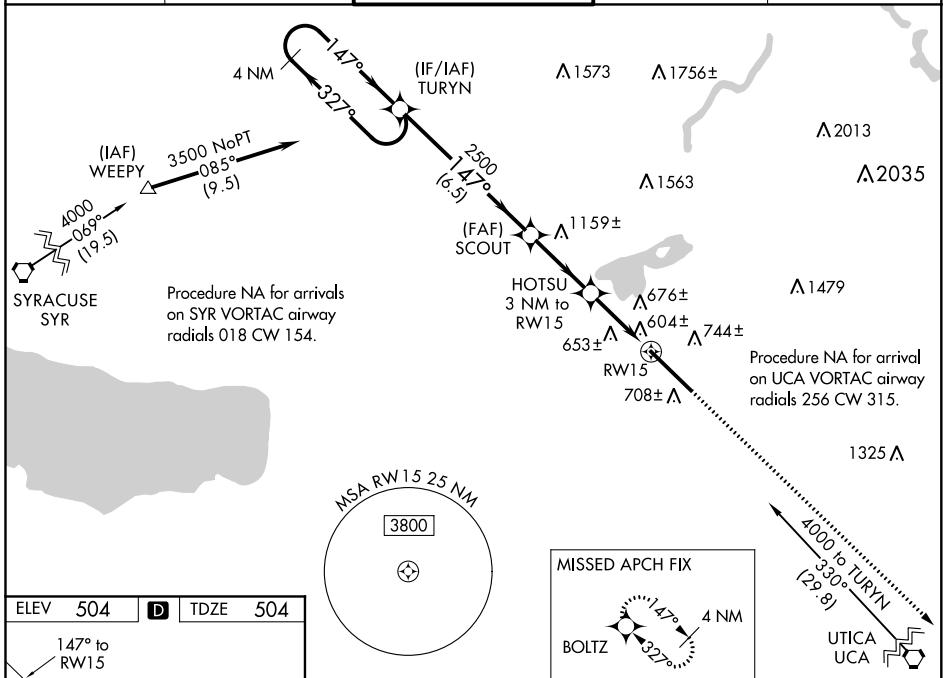 4 NM
147°
327°
(IF/IAF)
TURYN
1573
1756±
2013
2035
(IAF)
WEEPY
3500 NoPT
085°
(9.5)
2500
147°
(6.5)
1563
4000
069°
(19.5)
(FAF)
SCOUT
1159±
SYRACUSE
SYR
Procedure NA for arrivals
on SYR VORTAC airway
radials 018 CW 154.
HOTSU
3 NM to
RW15
676±
604±
653±
744±
1479
RW15
708±
Procedure NA for arrival
on UCA VORTAC airway
radials 256 CW 315.
1325
MSA RW15 25 NM
3800
4000 to TURYN
330°
(29.8)
MISSED APCH FIX
147°
4 NM
BOLTZ
327°
UTICA
UCA
ELEV 504 D TDZE 504
147° to
RW15